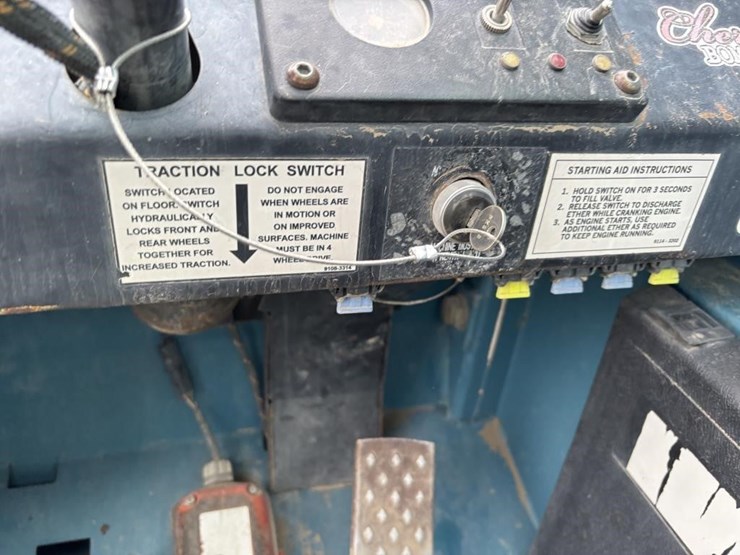 TRACTION LOCK SWITCH
SWITCH LOCATED
ON FLOOR. SWITCH
HYDRAULICALLY
LOCKS FRONT AND
REAR WHEELS
TOGETHER FOR
INCREASED TRACTION.
DO NOT ENGAGE
WHEN WHEELS ARE
IN MOTION OR
ON IMPROVED
SURFACES. MACHINE
MUST BE IN 4
WHEEL DRIVE
STARTING AID INSTRUCTIONS
1. HOLD SWITCH ON FOR 3 SECONDS
TO FILL VALVE.
2. RELEASE SWITCH TO DISCHARGE
ETHER WHILE CRANKING ENGINE.
3. AS ENGINE STARTS, USE
ADDITIONAL ETHER AS REQUIRED
TO KEEP ENGINE RUNNING.